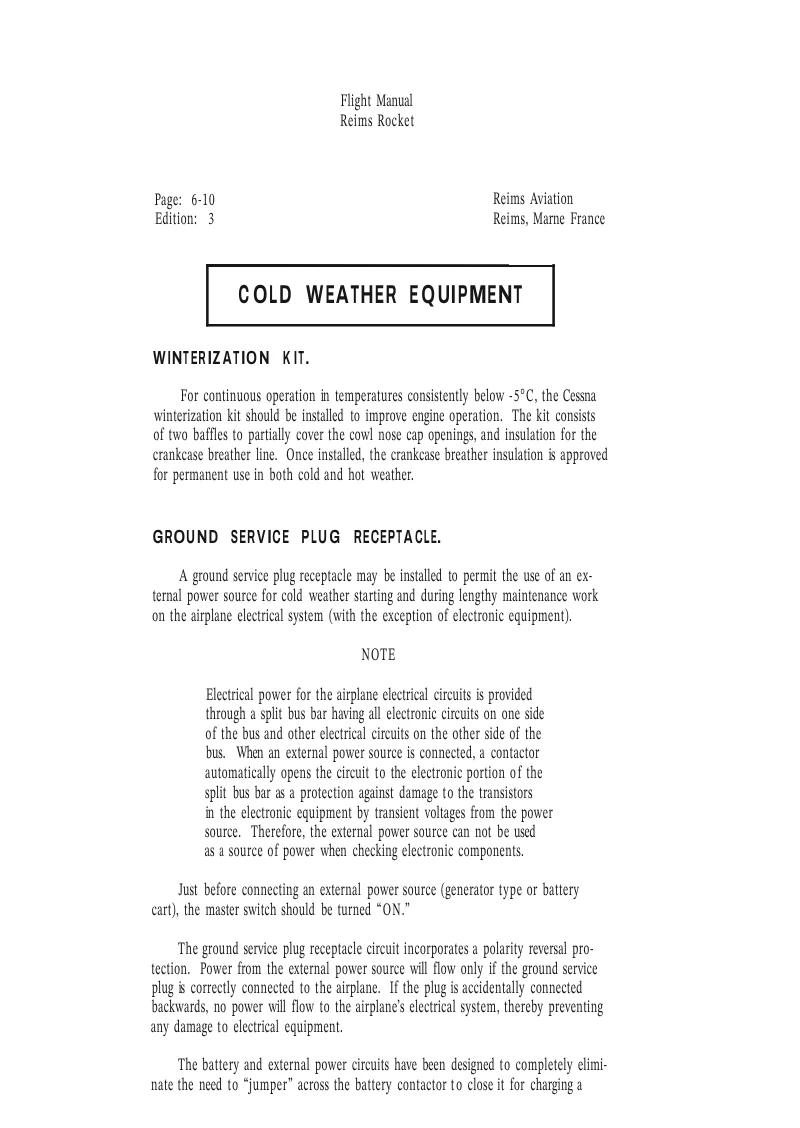 Flight Manual
Reims Rocket
Page: 6-10
Reims Aviation
Edition: 3
Reims, Marne France
COLD WEATHER EQUIPMENT
WINTERIZATION KIT.
For continuous operation in temperatures consistently below -5°C, the Cessna
winterization kit should be installed to improve engine operation. The kit consists
of two baffles to partially cover the cowl nose cap openings, and insulation for the
crankcase breather line. Once installed, the crankcase breather insulation is approved
for permanent use in both cold and hot weather.
GROUND SERVICE PLUG RECEPTACLE.
A ground service plug receptacle may be installed to permit the use of an ex-
ternal power source for cold weather starting and during lengthy maintenance work
on the airplane electrical system (with the exception of electronic equipment).
NOTE
Electrical power for the airplane electrical circuits is provided
through a split bus bar having all electronic circuits on one side
of the bus and other electrical circuits on the other side of the
bus. When an external power source is connected, a contactor
automatically opens the circuit to the electronic portion of the
split bus bar as a protection against damage to the transistors
in the electronic equipment by transient voltages from the power
source. Therefore, the external power source can not be used
as a source of power when checking electronic components.
Just before connecting an external power source (generator type or battery
cart), the master switch should be turned “ON.”
The ground service plug receptacle circuit incorporates a polarity reversal pro-
tection. Power from the external power source will flow only if the ground service
plug is correctly connected to the airplane. If the plug is accidentally connected
backwards, no power will flow to the airplane’s electrical system, thereby preventing
any damage to electrical equipment.
The battery and external power circuits have been designed to completely elimi-
nate the need to “jumper” across the battery contactor to close it for charging a